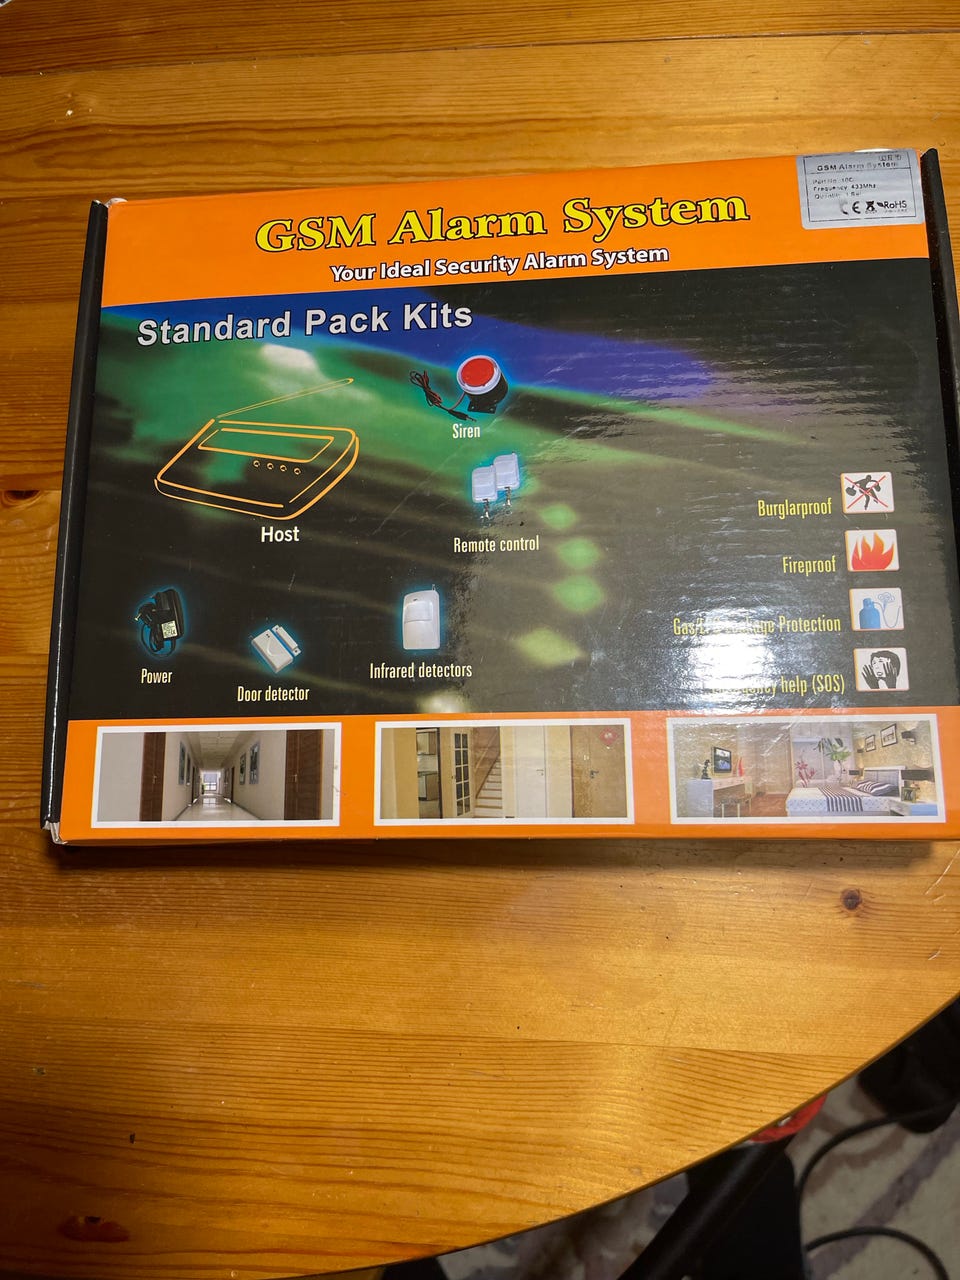 GSM Alarm System
Your Ideal Security Alarm System
GSM Alarm System
Frequency: 433Mhz
CE RoHS
Standard Pack Kits
Siren
Host
Remote control
Burglarproof
Fireproof
Protection
help (SOS)
Power
Door detector
Infrared detectors